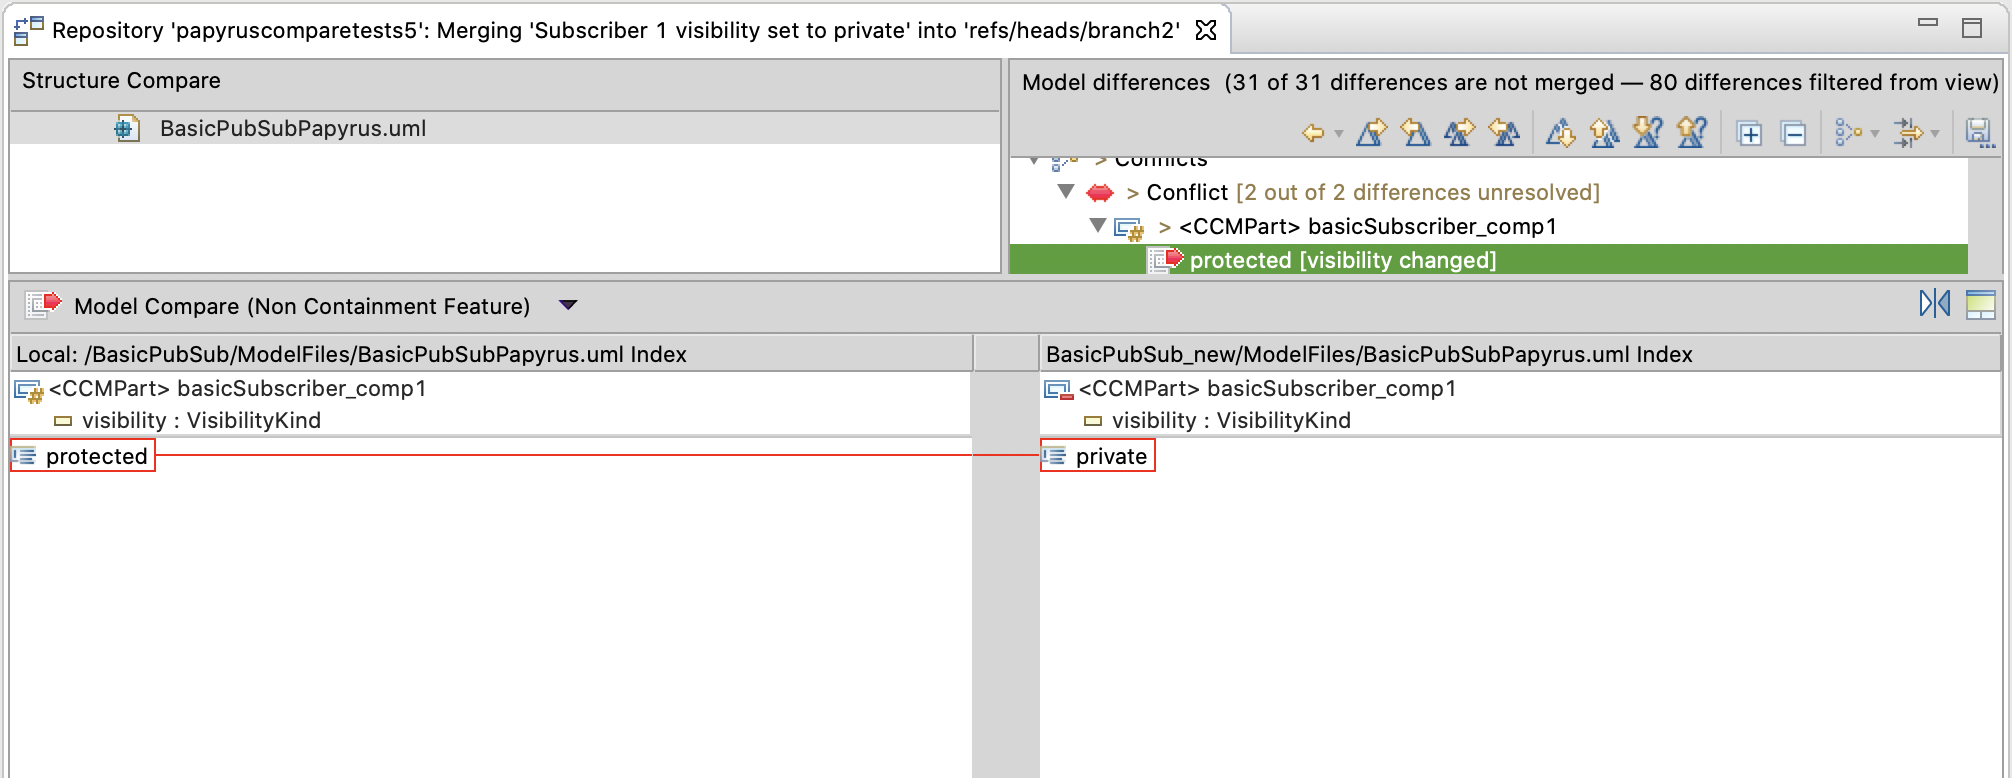 Repository 'papyruscomparetests5': Merging 'Subscriber 1 visibility set to private' into 'refs/heads/branch2'
Structure Compare
BasicPubSubPapyrus.uml
Model differences (31 of 31 differences are not merged — 80 differences filtered from view)
> Conflicts
> Conflict [2 out of 2 differences unresolved]
> <CCMPart> basicSubscriber_comp1
protected [visibility changed]
Model Compare (Non Containment Feature)
Local: /BasicPubSub/ModelFiles/BasicPubSubPapyrus.uml Index
<CCMPart> basicSubscriber_comp1
visibility : VisibilityKind
protected
BasicPubSub_new/ModelFiles/BasicPubSubPapyrus.uml Index
<CCMPart> basicSubscriber_comp1
visibility : VisibilityKind
private